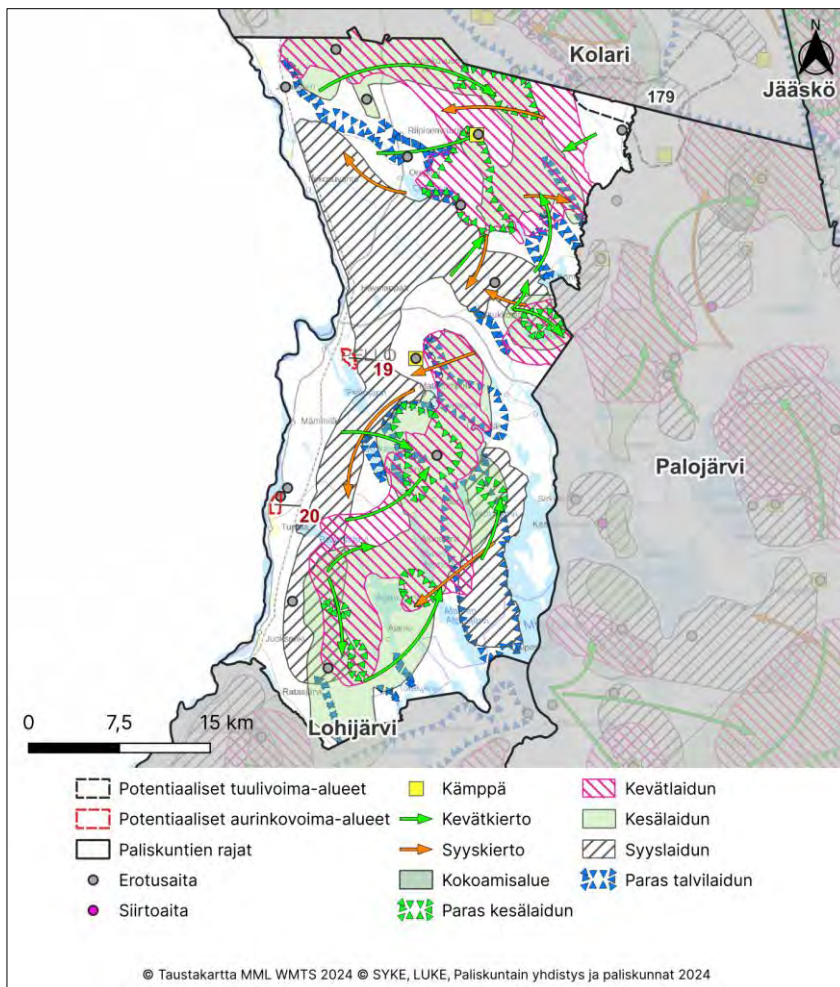 N
Kolari
Jääskö
179
Riipisenvaara
PELLO
19
Palojärvi
20
Lohijärvi
0 7,5 15 km
Potentiaaliset tuulivoima-alueet
Potentiaaliset aurinkovoima-alueet
Paliskuntien rajat
Erotusaita
Siirtoaita
Kämppä
Kevätkierto
Syyskierto
Kokoamisalue
Paras kesälaidun
Kevätlaidun
Kesälaidun
Syyslaidun
Paras talvilaidun
© Taustakartta MML WMTS 2024 © SYKE, LUKE, Paliskuntain yhdistys ja paliskunnat 2024